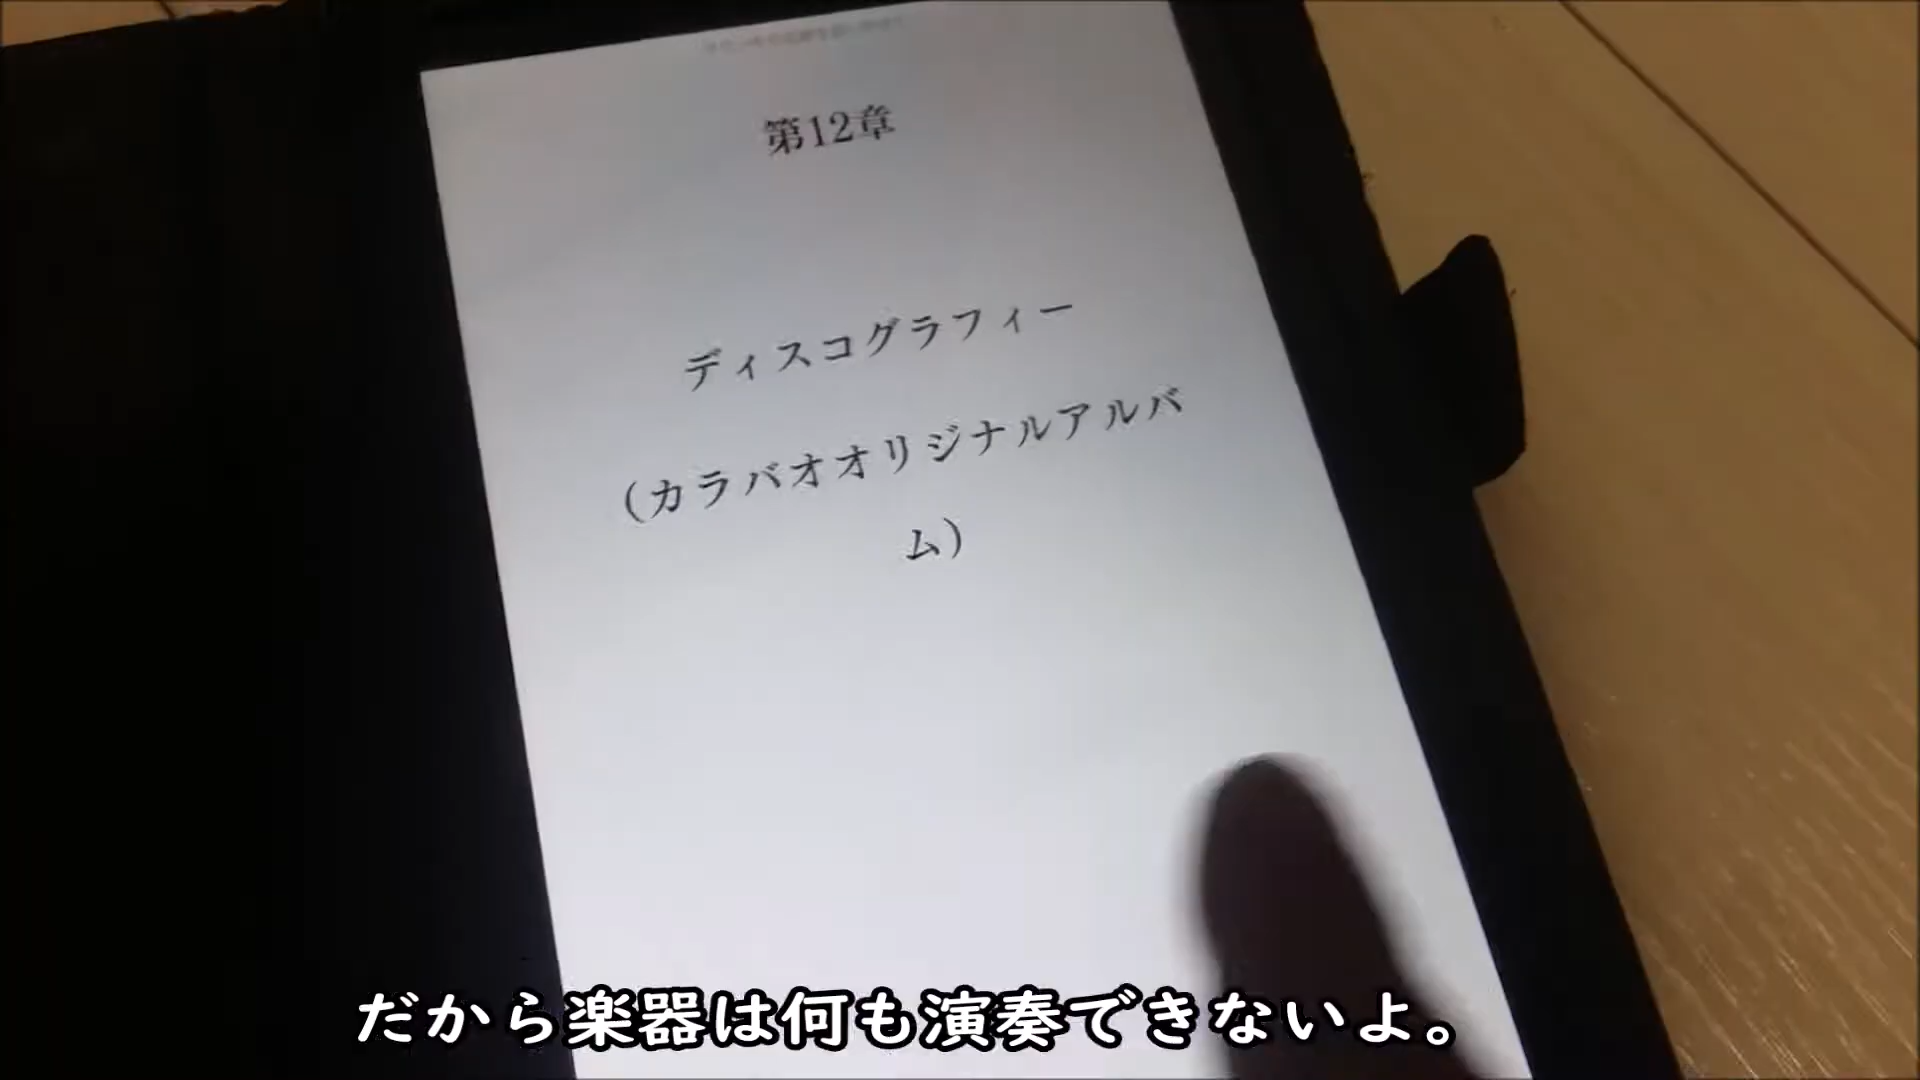 第12章
ディスコグラフィー
(カラバオオリジナルアルバ
ム)
だから楽器は何も演奏できないよ。